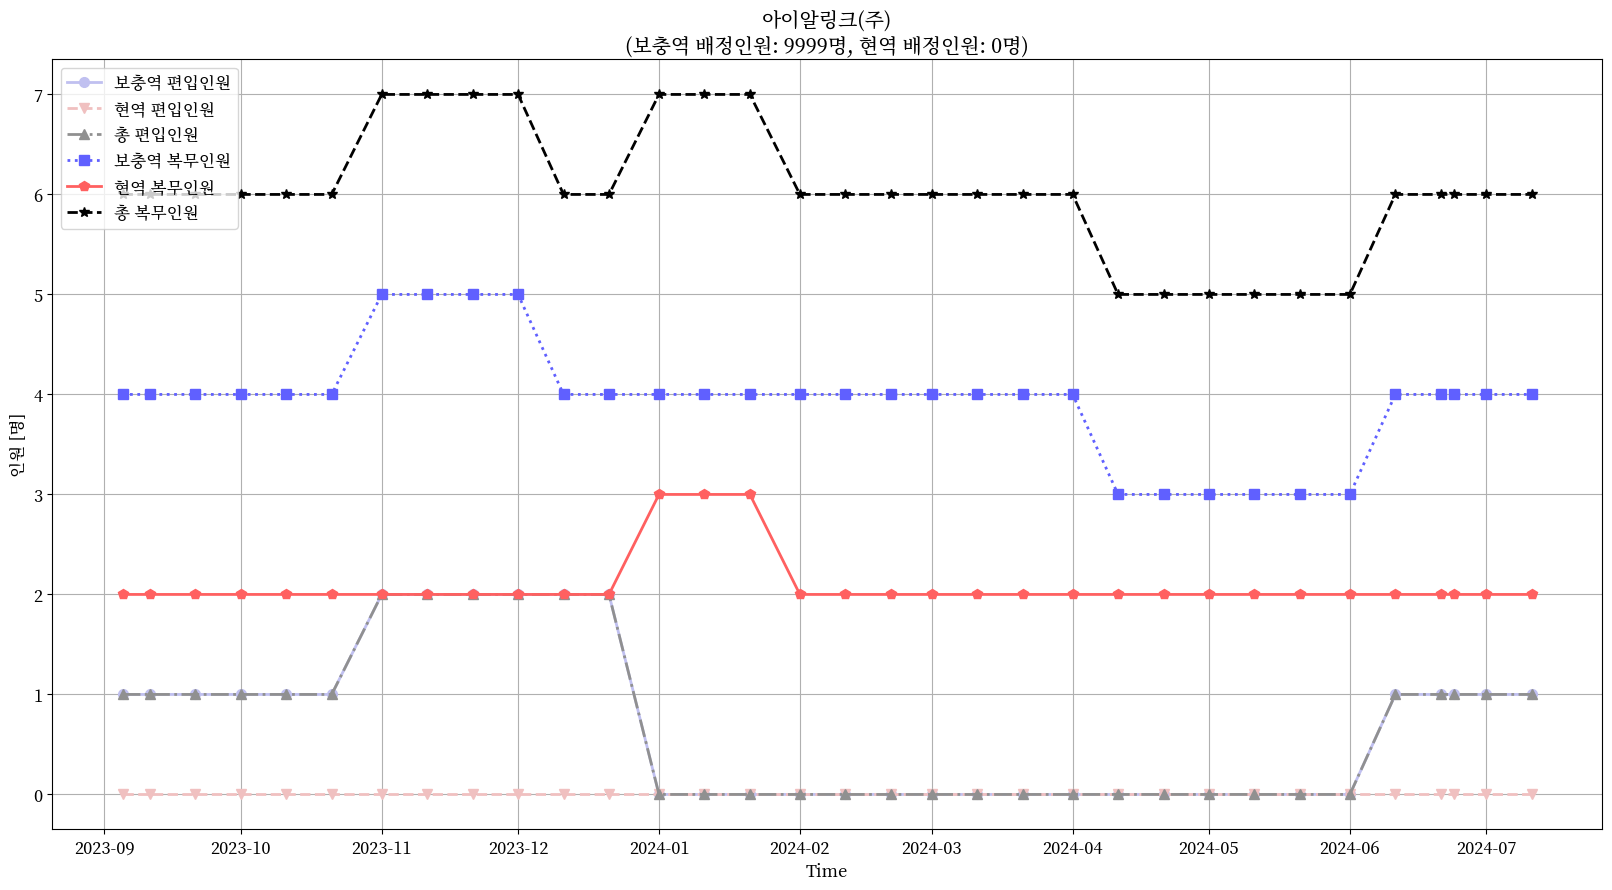 아이알링크(주)
(보충역 배정인원: 9999명, 현역 배정인원: 0명)
보충역 편입인원
현역 편입인원
총 편입인원
보충역 복무인원
현역 복무인원
총 복무인원
7
6
5
4
3
2
1
0
인원 [명]
2023-09 2023-10 2023-11 2023-12 2024-01 2024-02 2024-03 2024-04 2024-05 2024-06 2024-07
Time